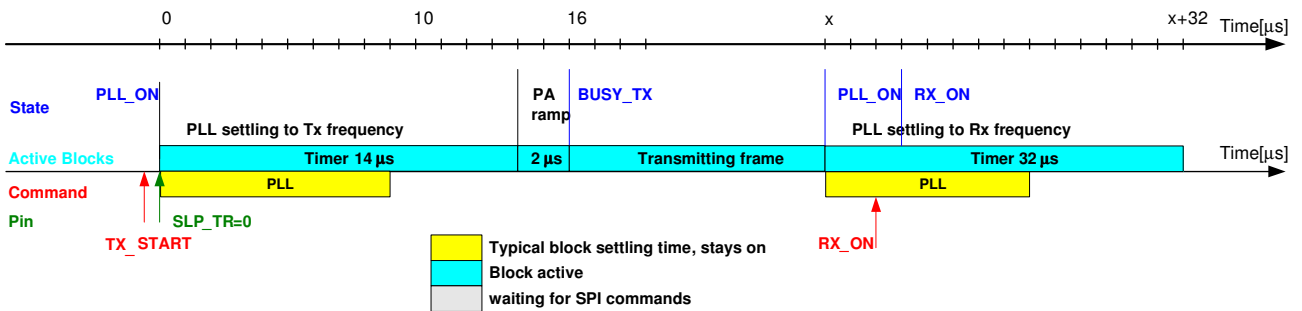 0 10 16 x x+32 Time[µs]
State PLL_ON PA ramp BUSY_TX PLL_ON RX_ON
PLL settling to Tx frequency PLL settling to Rx frequency
Active Blocks Timer 14 µs 2 µs Transmitting frame Timer 32 µs Time[µs]
Command PLL PLL
Pin SLP_TR=0
TX_START RX_ON
Typical block settling time, stays on
Block active
waiting for SPI commands